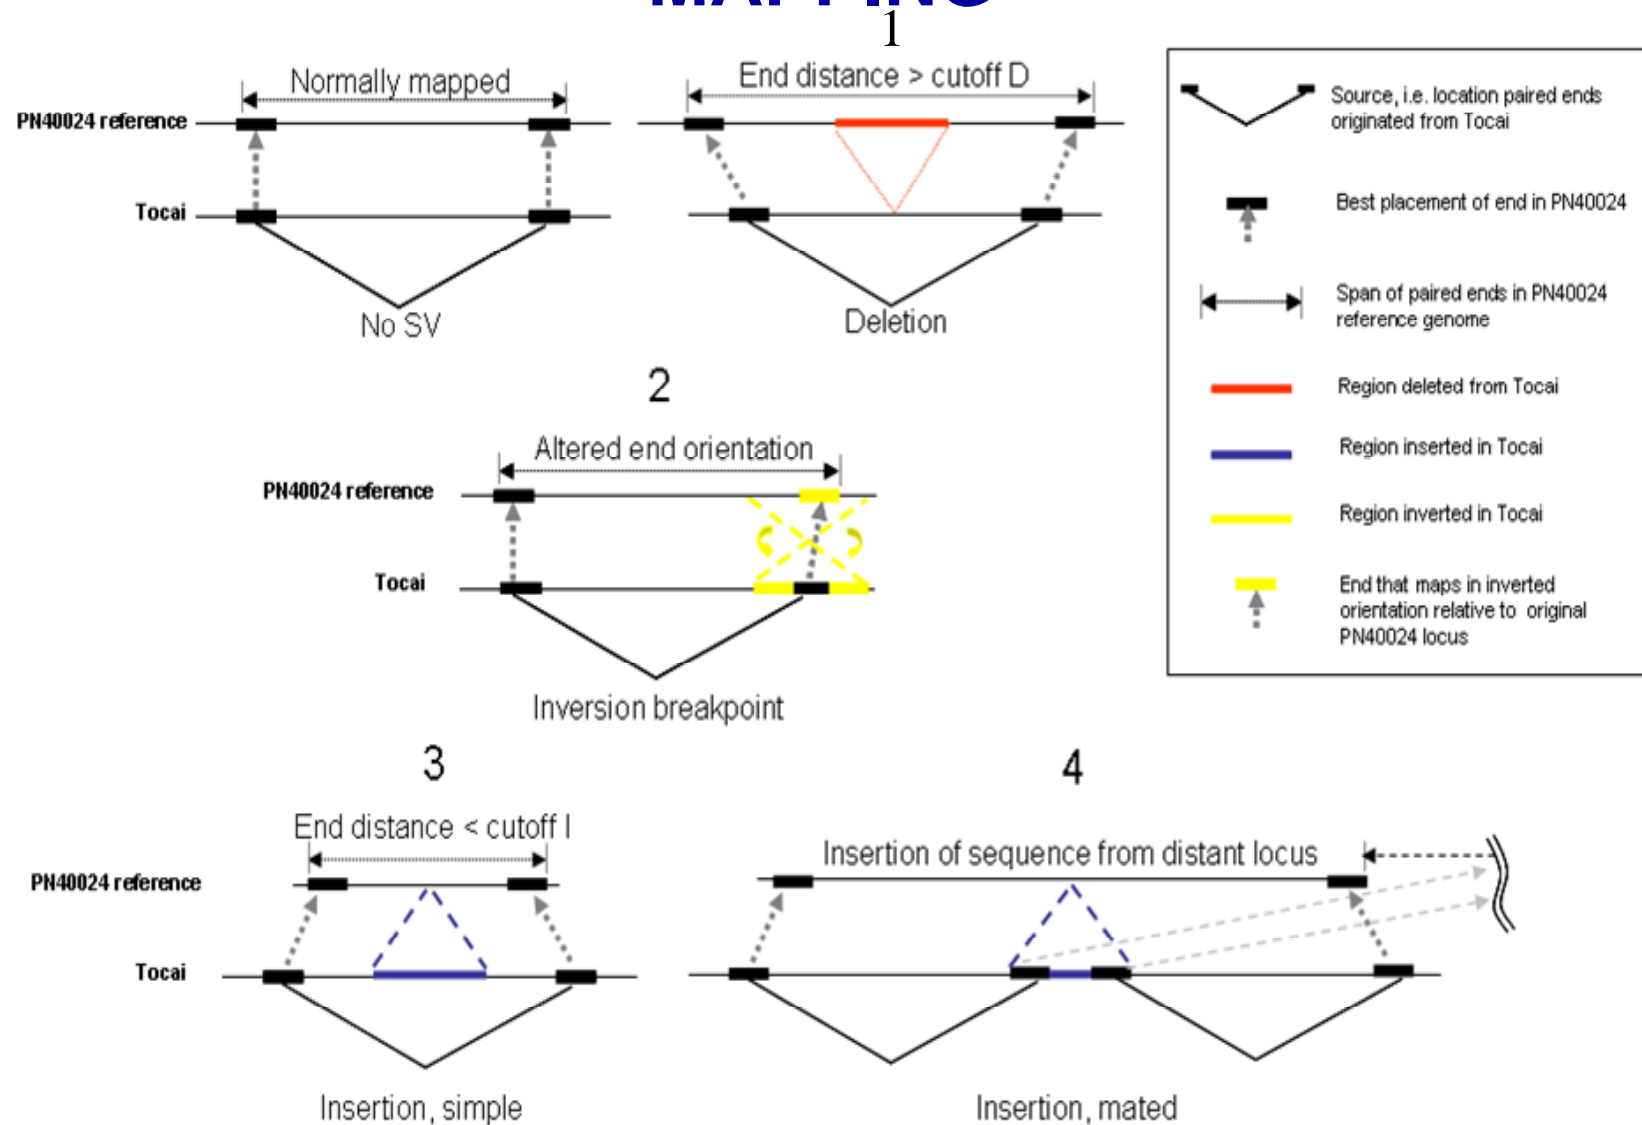 MAPPING
1
Normally mapped
End distance > cutoff D
PN40024 reference
Tocai
No SV
Deletion
2
Altered end orientation
PN40024 reference
Tocai
Inversion breakpoint
3
End distance < cutoff I
PN40024 reference
Tocai
Insertion, simple
4
Insertion of sequence from distant locus
Insertion, mated
Source, i.e. location paired ends
originated from Tocai
Best placement of end in PN40024
Span of paired ends in PN40024
reference genome
Region deleted from Tocai
Region inserted in Tocai
Region inverted in Tocai
End that maps in inverted
orientation relative to original
PN40024 locus